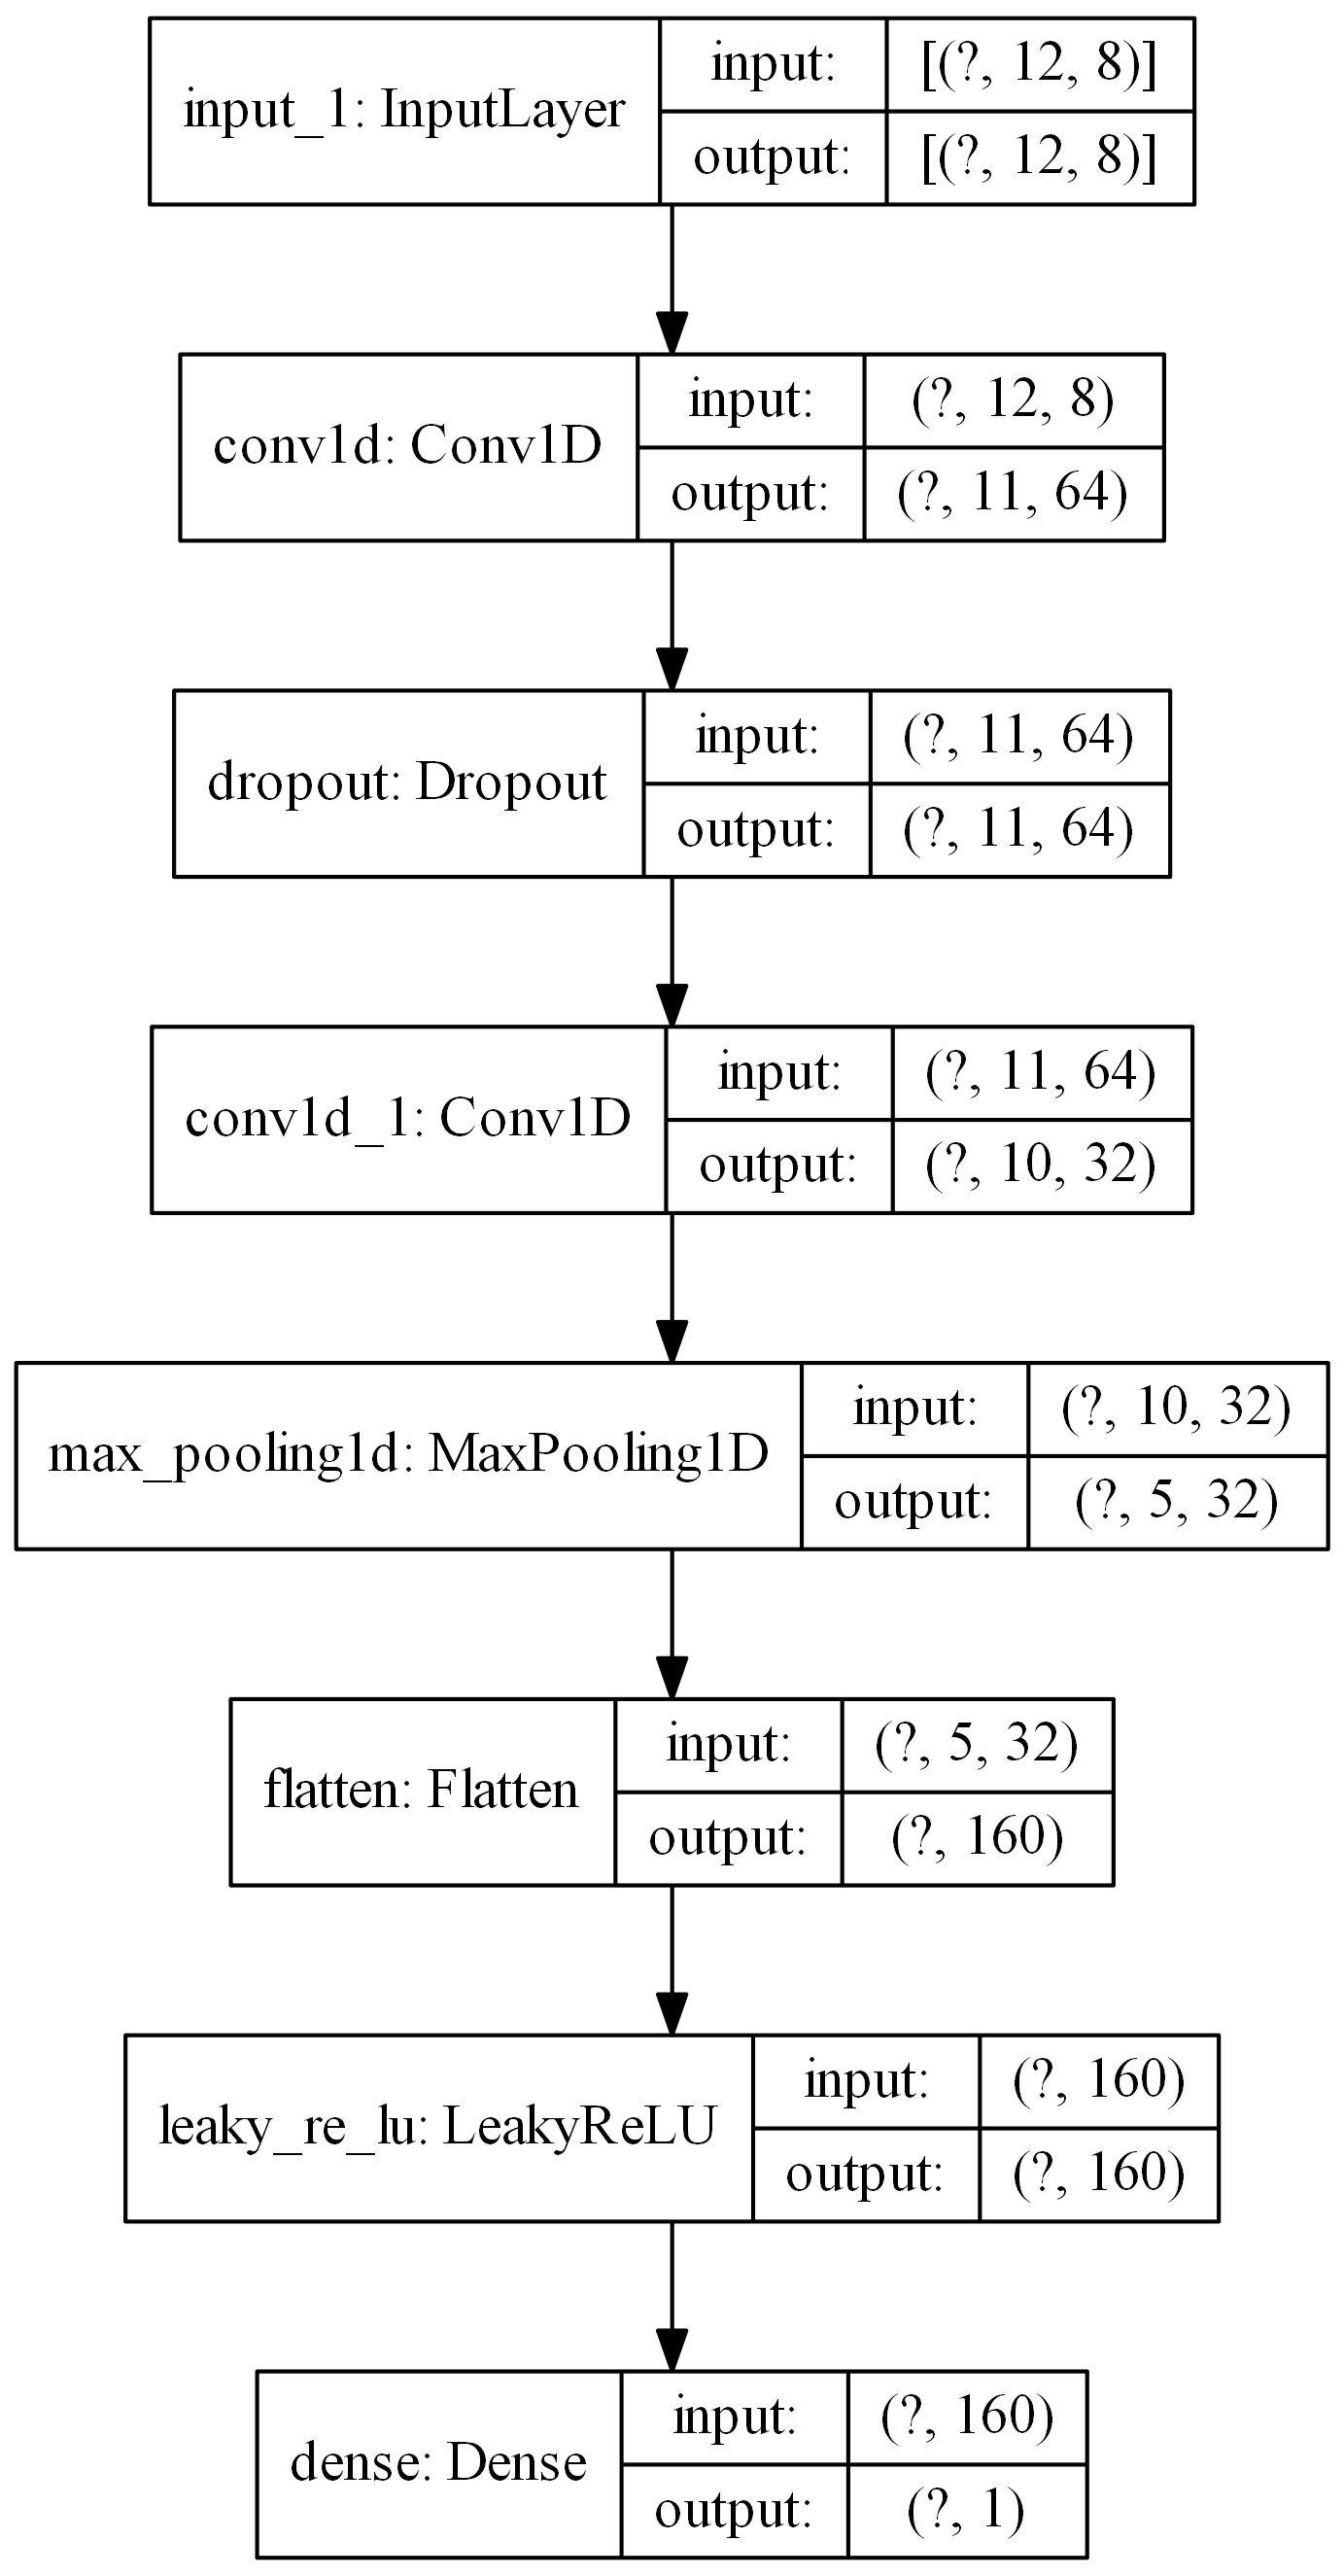 input_1: InputLayer
input: [(?, 12, 8)]
output: [(?, 12, 8)]
conv1d: Conv1D
input: (?, 12, 8)
output: (?, 11, 64)
dropout: Dropout
input: (?, 11, 64)
output: (?, 11, 64)
conv1d_1: Conv1D
input: (?, 11, 64)
output: (?, 10, 32)
max_pooling1d: MaxPooling1D
input: (?, 10, 32)
output: (?, 5, 32)
flatten: Flatten
input: (?, 5, 32)
output: (?, 160)
leaky_re_lu: LeakyReLU
input: (?, 160)
output: (?, 160)
dense: Dense
input: (?, 160)
output: (?, 1)